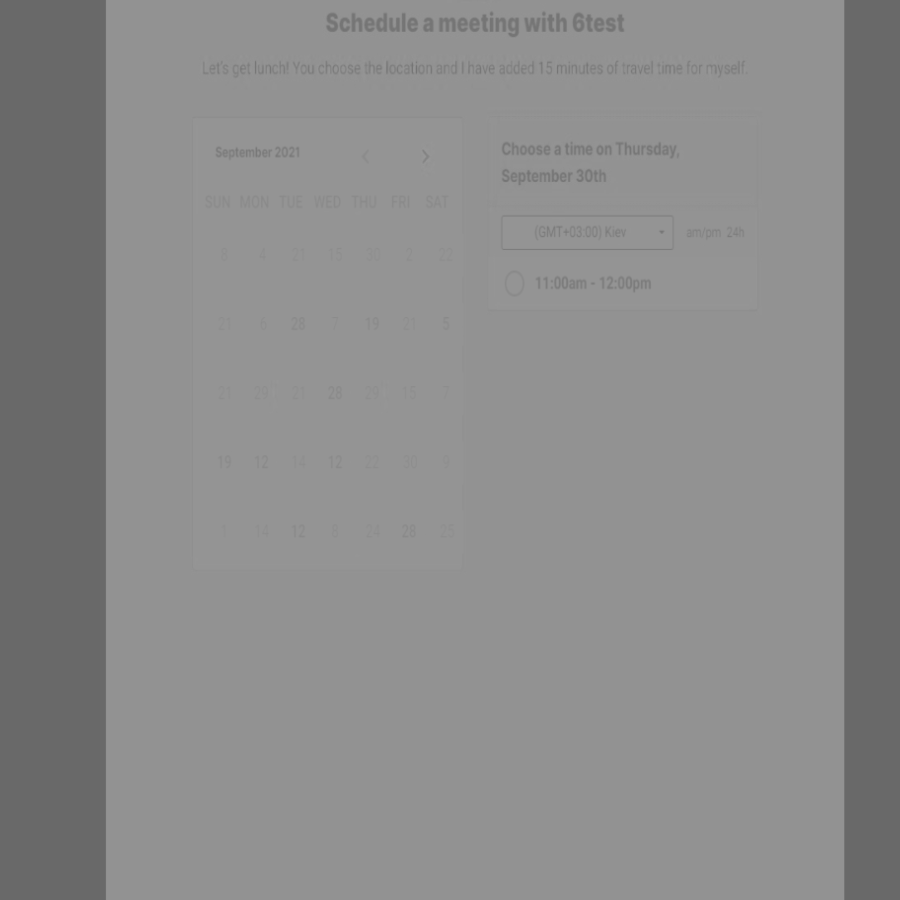 Schedule a meeting with 6test
Let's get lunch! You choose the location and I have added 15 minutes of travel time for myself.
September 2021
SUN MON TUE WED THU FRI SAT
8 4 21 15 30 2 22
21 6 28 7 19 21 5
21 29 21 28 29 15 7
19 12 14 12 22 30 9
1 14 12 8 24 28 25
Choose a time on Thursday,
September 30th
(GMT+03:00) Kiev am/pm 24h
11:00am - 12:00pm